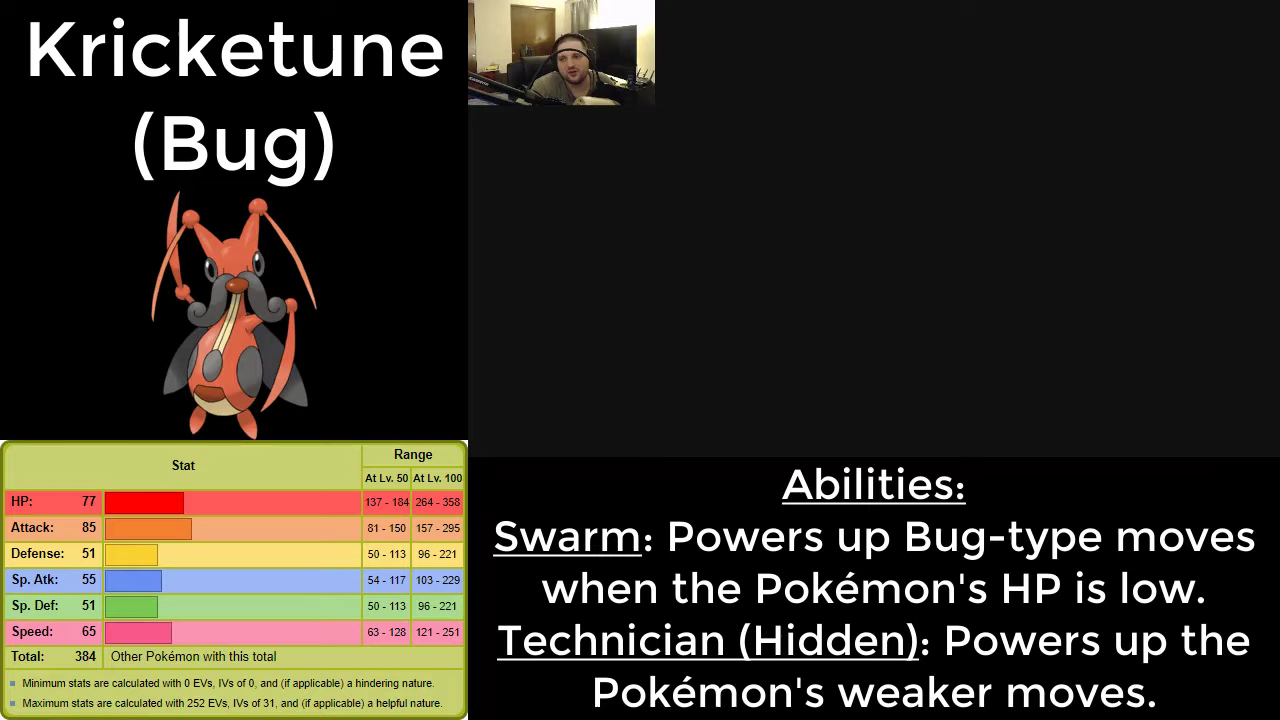 Kricketune
(Bug)
Stat
Range
At Lv. 50 At Lv. 100
HP: 77 137 - 184 264 - 358
Attack: 85 81 - 150 157 - 295
Defense: 51 50 - 113 96 - 221
Sp. Atk: 55 54 - 117 103 - 229
Sp. Def: 51 50 - 113 96 - 221
Speed: 65 63 - 128 121 - 251
Total: 384 Other Pokémon with this total
Minimum stats are calculated with 0 EVs, IVs of 0, and (if applicable) a hindering nature.
Maximum stats are calculated with 252 EVs, IVs of 31, and (if applicable) a helpful nature.
Abilities:
Swarm: Powers up Bug-type moves
when the Pokémon's HP is low.
Technician (Hidden): Powers up the
Pokémon's weaker moves.